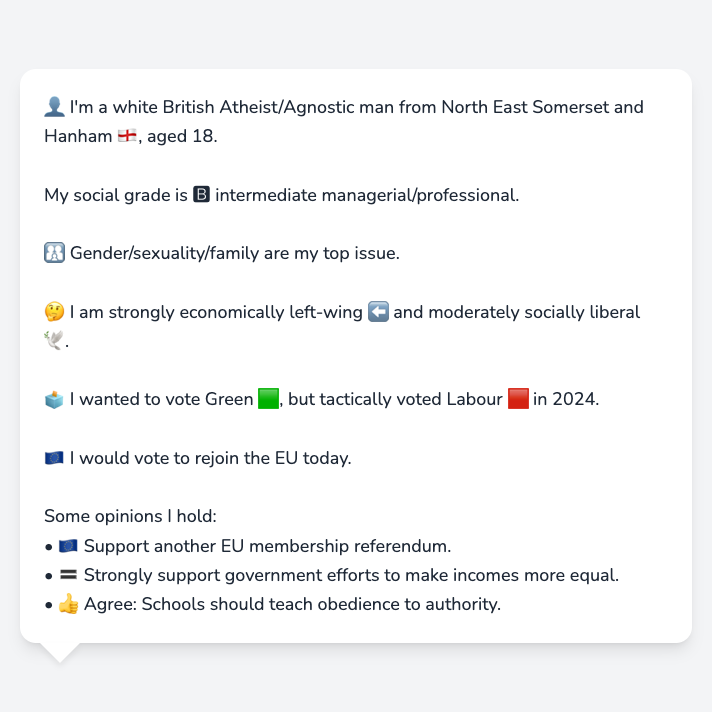 👤 I'm a white British Atheist/Agnostic man from North East Somerset and
Hanham 🏴󠁧󠁢󠁥󠁮󠁧󠁿, aged 18.
My social grade is 🅱 intermediate managerial/professional.
🚻 Gender/sexuality/family are my top issue.
🤔 I am strongly economically left-wing ⬅️ and moderately socially liberal
🕊️.
🗳️ I wanted to vote Green 🟩, but tactically voted Labour 🟥 in 2024.
🇪🇺 I would vote to rejoin the EU today.
Some opinions I hold:
• 🇪🇺 Support another EU membership referendum.
• 🟰 Strongly support government efforts to make incomes more equal.
• 👍 Agree: Schools should teach obedience to authority.